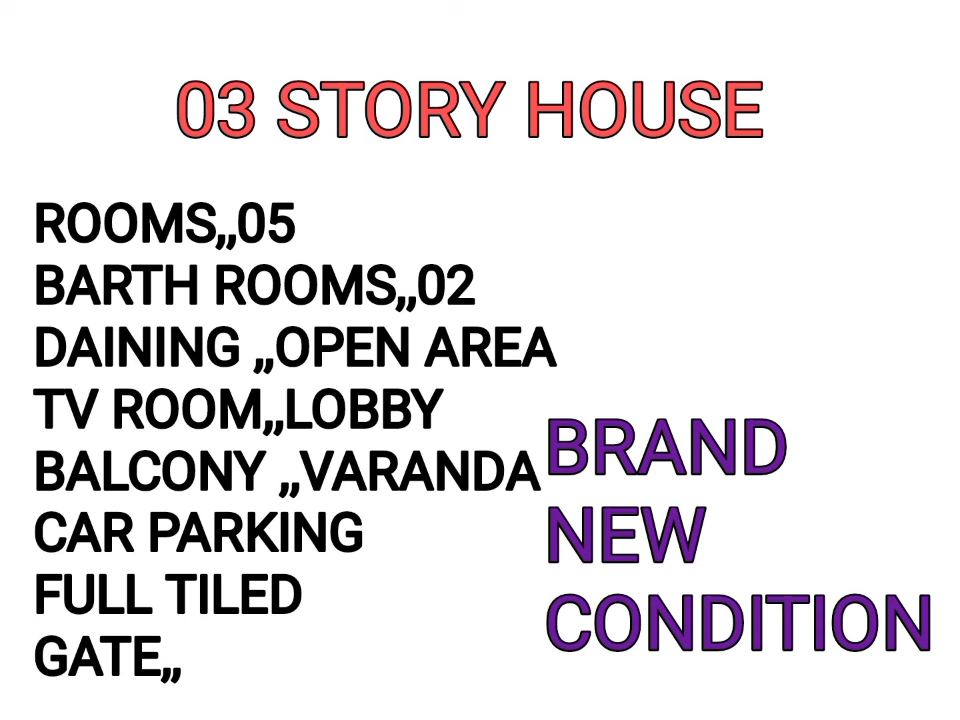 03 STORY HOUSE
ROOMS,,05
BARTH ROOMS,,02
DAINING ,,OPEN AREA
TV ROOM,,LOBBY
BALCONY ,,VARANDA
CAR PARKING
FULL TILED
GATE,,
BRAND
NEW
CONDITION